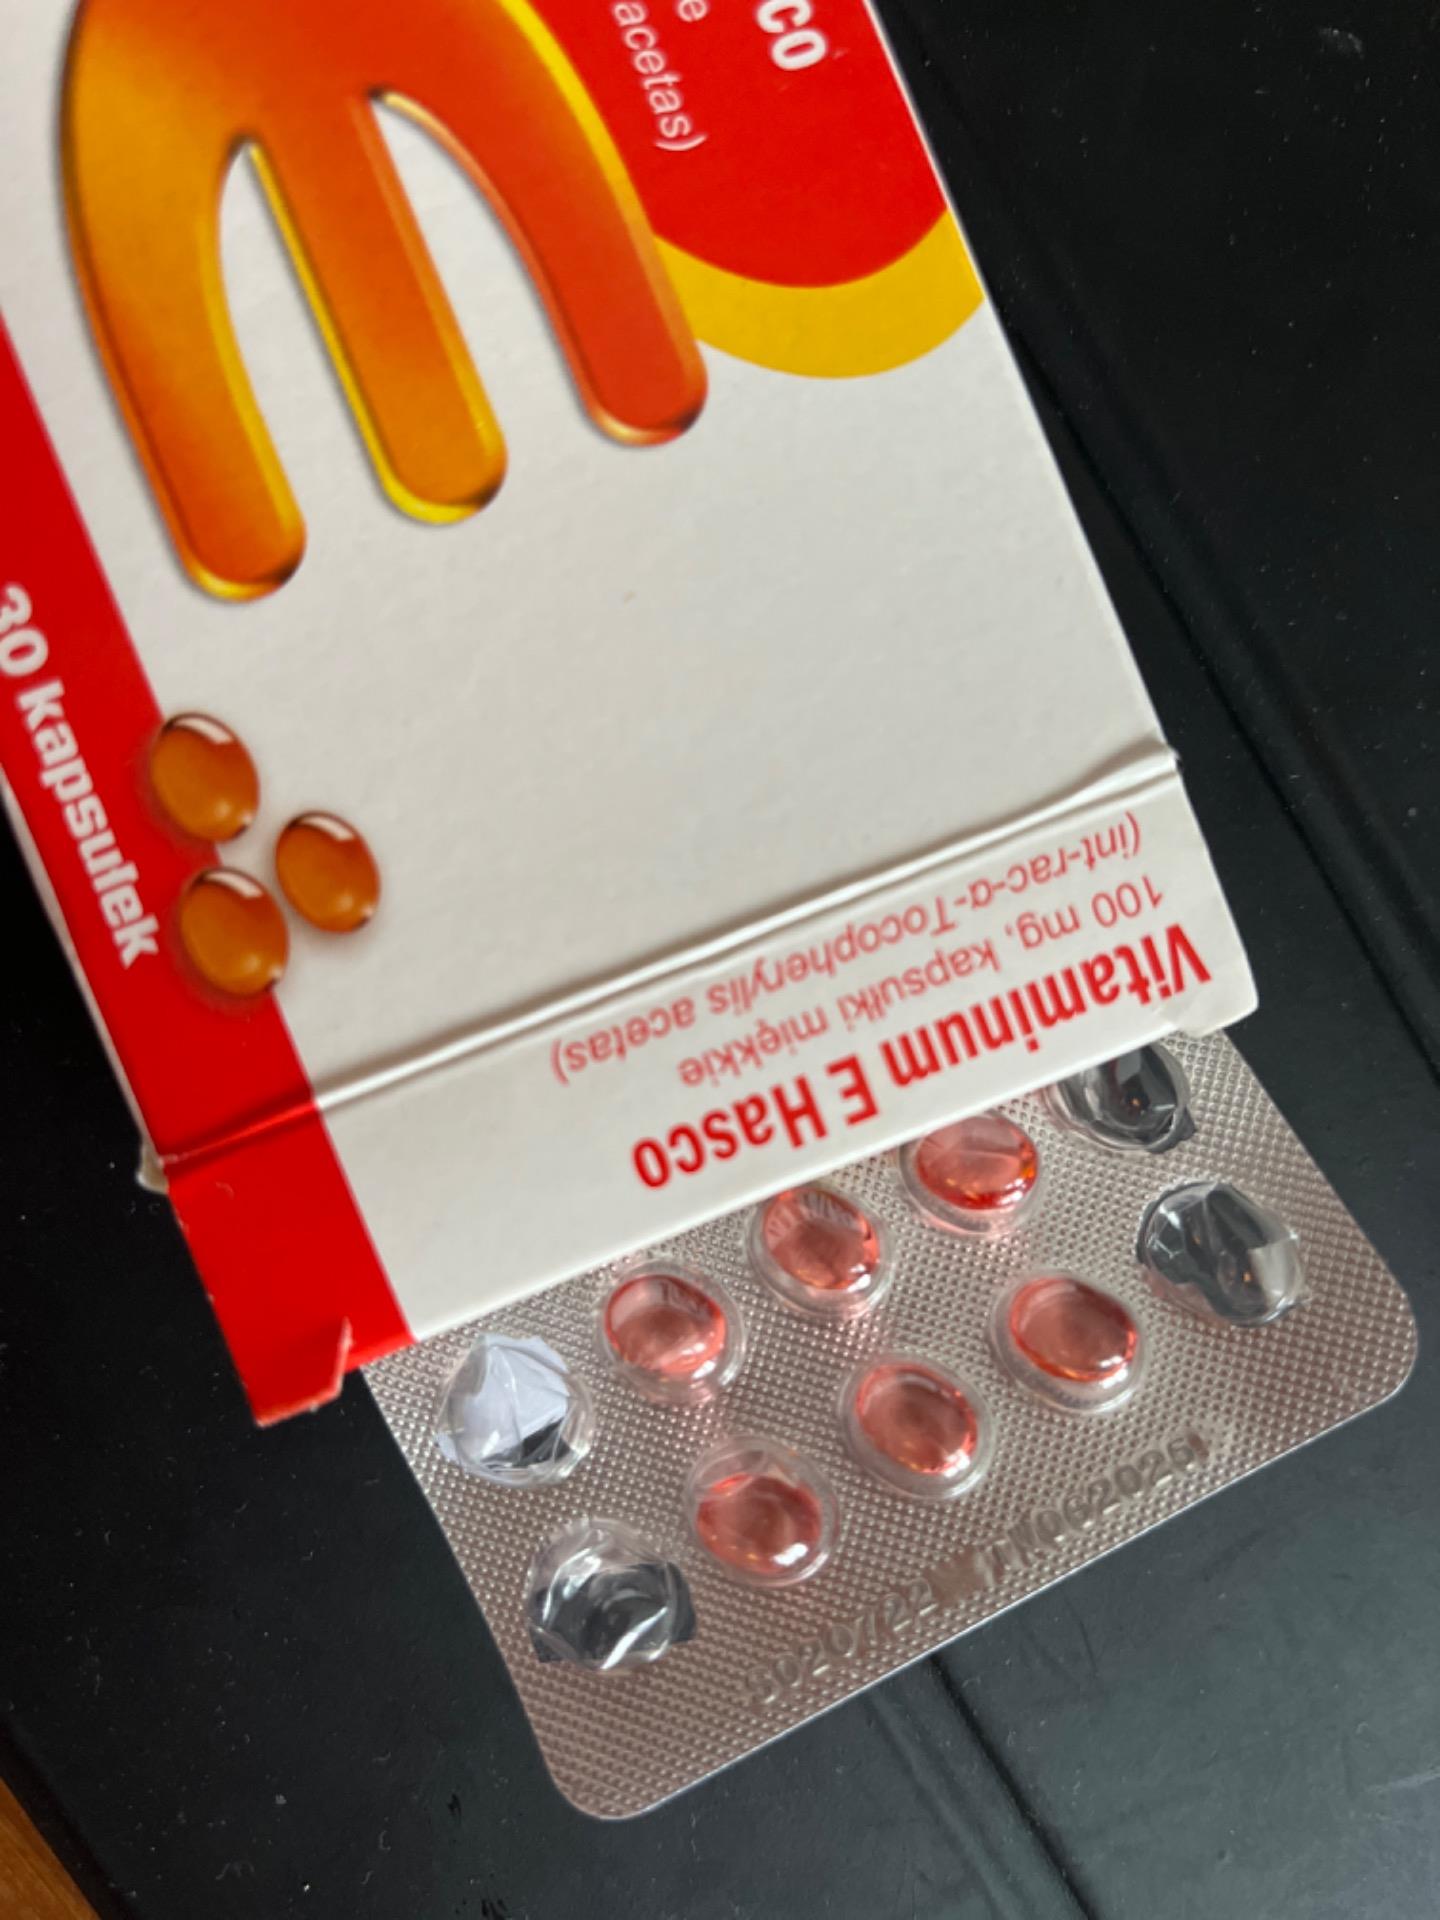 co
e
acetas)
30 kapsułek
Vitaminum E Hasco
100 mg, kapsułki miękkie
(int-rac-α-Tocopherylis acetas)